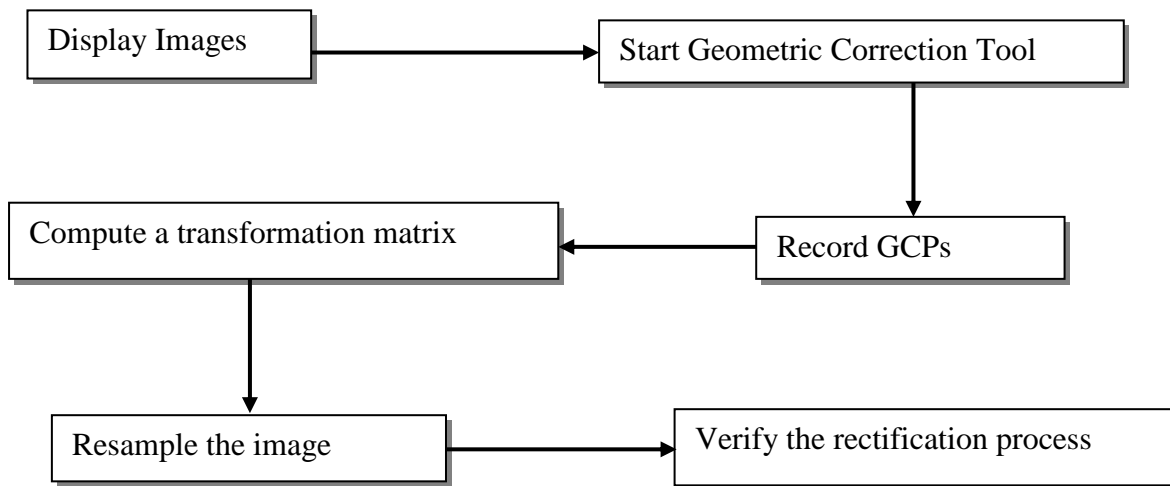 Display Images
Start Geometric Correction Tool
Record GCPs
Compute a transformation matrix
Resample the image
Verify the rectification process